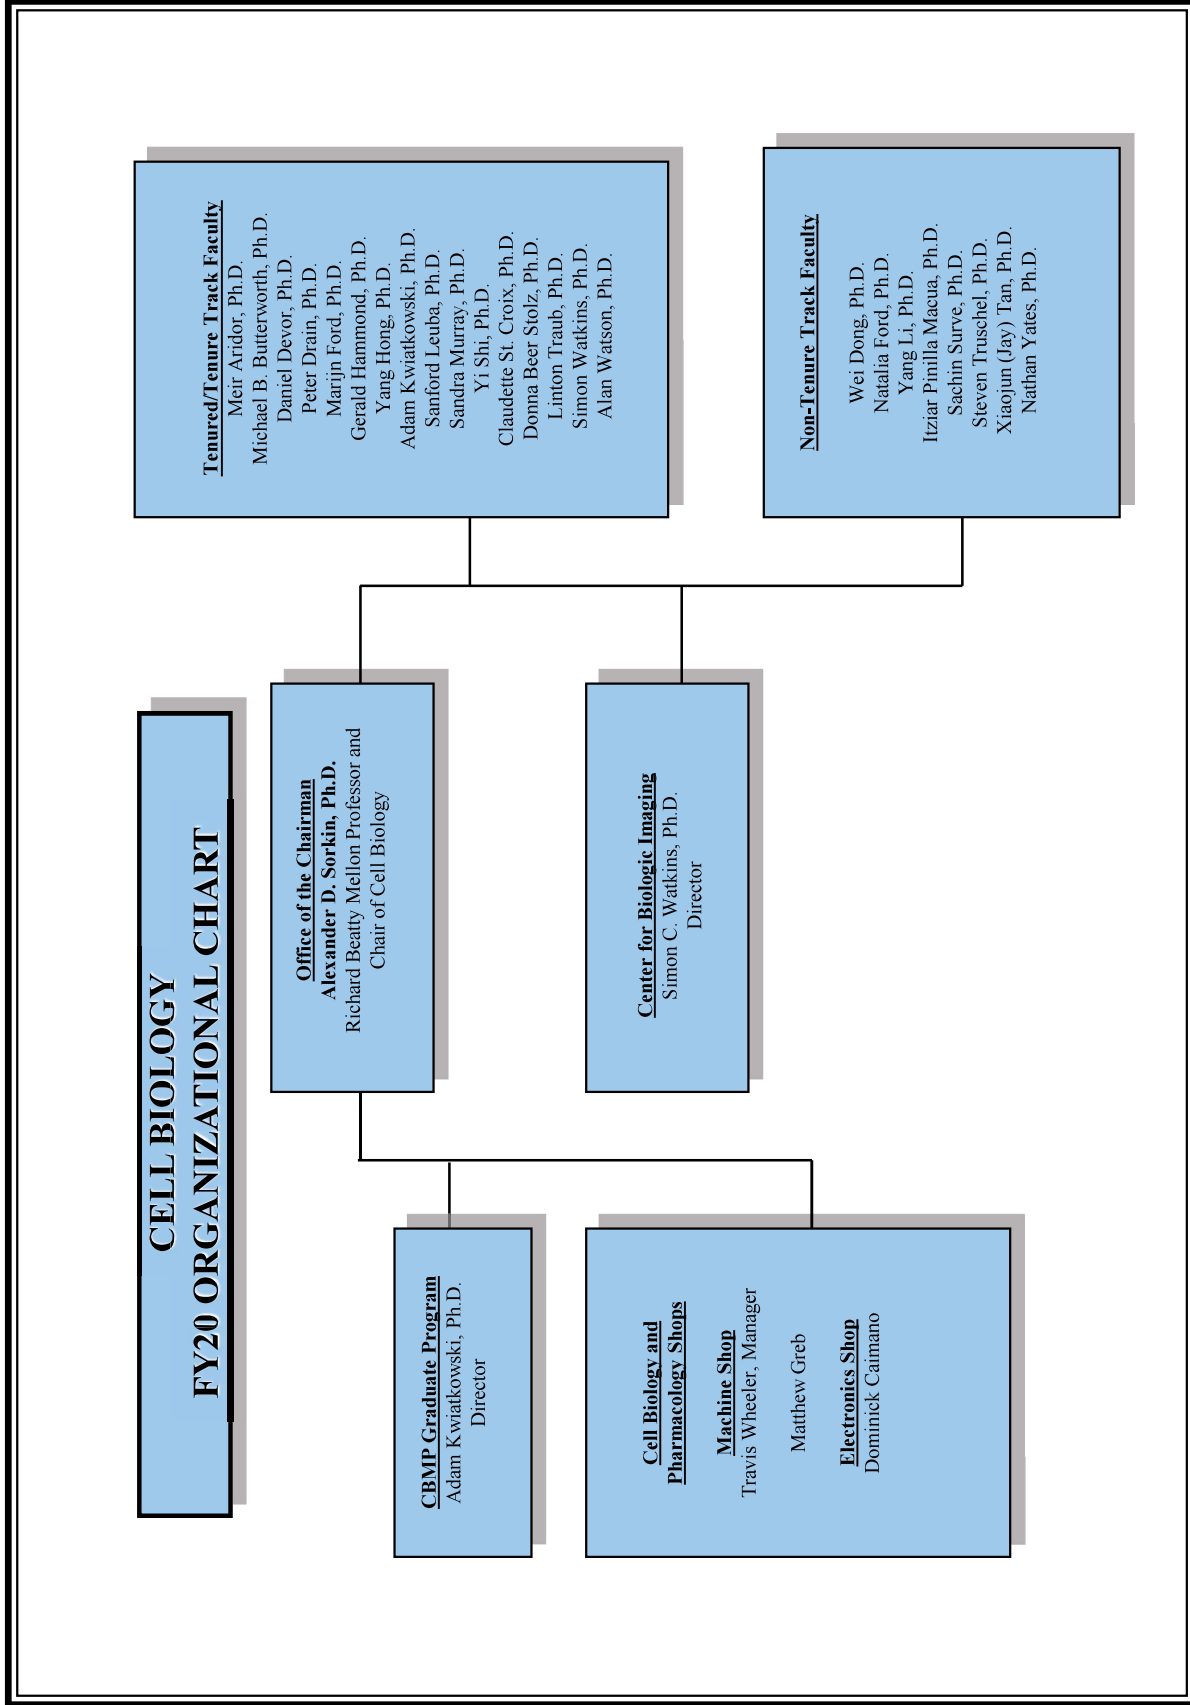 CELL BIOLOGY
FY20 ORGANIZATIONAL CHART
Office of the Chairman
Alexander D. Sorkin, Ph.D.
Richard Beatty Mellon Professor and
Chair of Cell Biology
CBMP Graduate Program
Adam Kwiatkowski, Ph.D.
Director
Cell Biology and
Pharmacology Shops
Machine Shop
Travis Wheeler, Manager
Matthew Greb
Electronics Shop
Dominick Caimano
Center for Biologic Imaging
Simon C. Watkins, Ph.D.
Director
Tenured/Tenure Track Faculty
Meir Aridor, Ph.D.
Michael B. Butterworth, Ph.D.
Daniel Devor, Ph.D.
Peter Drain, Ph.D.
Marijn Ford, Ph.D.
Gerald Hammond, Ph.D.
Yang Hong, Ph.D.
Adam Kwiatkowski, Ph.D.
Sanford Leuba, Ph.D.
Sandra Murray, Ph.D.
Yi Shi, Ph.D.
Claudette St. Croix, Ph.D.
Donna Beer Stolz, Ph.D.
Linton Traub, Ph.D.
Simon Watkins, Ph.D.
Alan Watson, Ph.D.
Non-Tenure Track Faculty
Wei Dong, Ph.D.
Natalia Ford, Ph.D.
Yang Li, Ph.D.
Itziar Pinilla Macua, Ph.D.
Sachin Surve, Ph.D.
Steven Truschel, Ph.D.
Xiaojun (Jay) Tan, Ph.D.
Nathan Yates, Ph.D.